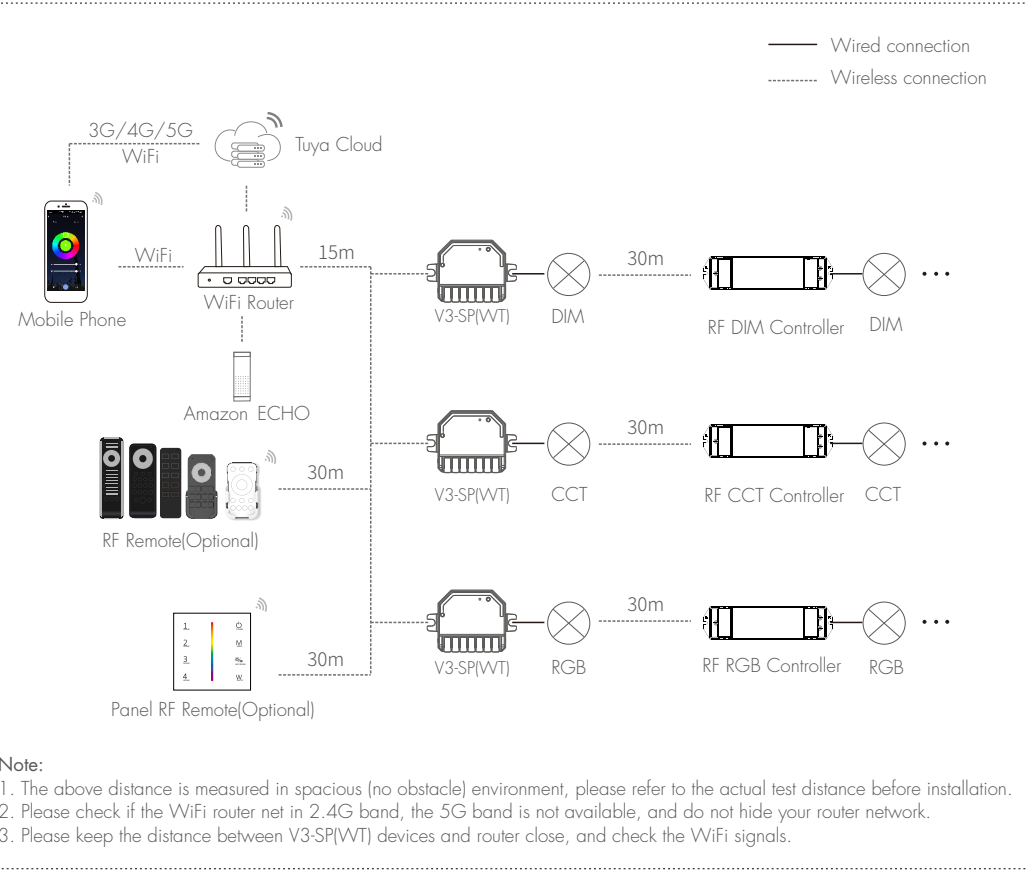 Wired connection
Wireless connection
3G/4G/5G
WiFi
Tuya Cloud
WiFi
15m
WiFi Router
Mobile Phone
Amazon ECHO
V3-SP(WT)
DIM
30m
RF DIM Controller
DIM
...
V3-SP(WT)
CCT
30m
RF CCT Controller
CCT
...
30m
RF Remote(Optional)
V3-SP(WT)
RGB
30m
RF RGB Controller
RGB
...
1
2
M
3
4
W
30m
Panel RF Remote(Optional)
Note:
1. The above distance is measured in spacious (no obstacle) environment, please refer to the actual test distance before installation.
2. Please check if the WiFi router net in 2.4G band, the 5G band is not available, and do not hide your router network.
3. Please keep the distance between V3-SP(WT) devices and router close, and check the WiFi signals.